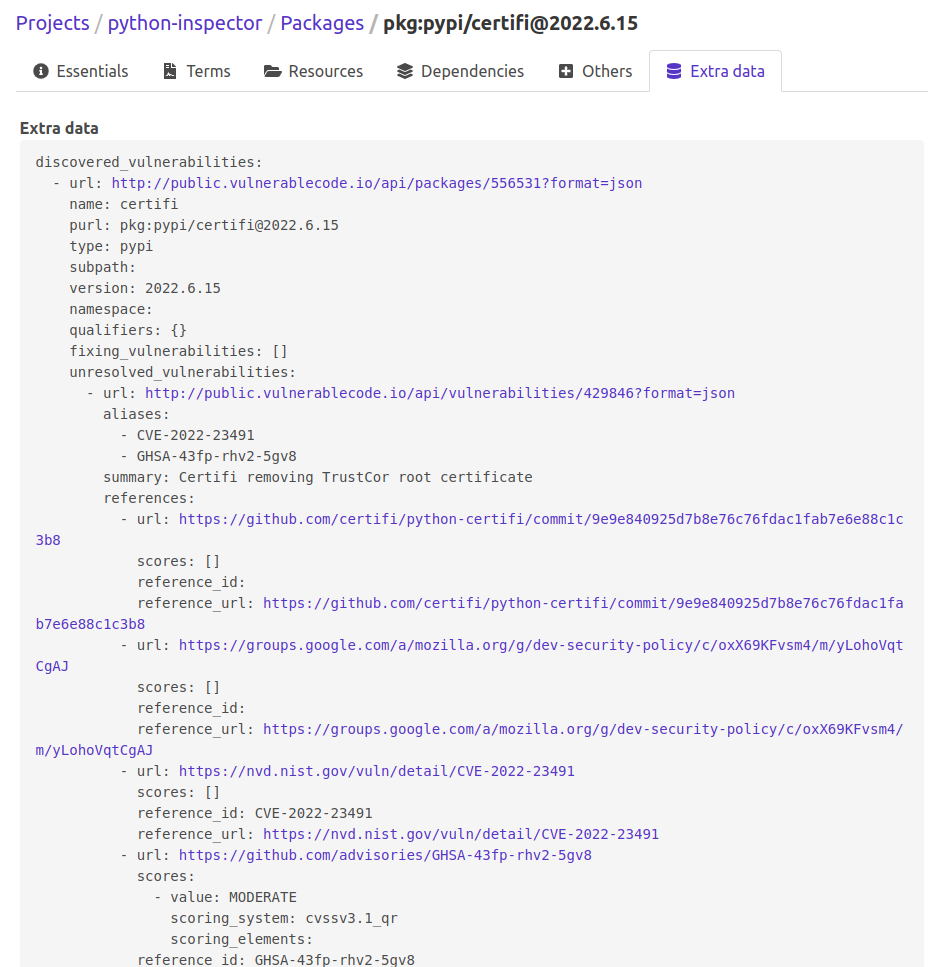 Projects / python-inspector / Packages / pkg:pypi/certifi@2022.6.15
Essentials Terms Resources Dependencies Others Extra data
Extra data
discovered_vulnerabilities:
  - url: http://public.vulnerablecode.io/api/packages/556531?format=json
    name: certifi
    purl: pkg:pypi/certifi@2022.6.15
    type: pypi
    subpath:
    version: 2022.6.15
    namespace:
    qualifiers: {}
    fixing_vulnerabilities: []
    unresolved_vulnerabilities:
      - url: http://public.vulnerablecode.io/api/vulnerabilities/429846?format=json
        aliases:
          - CVE-2022-23491
          - GHSA-43fp-rhv2-5gv8
        summary: Certifi removing TrustCor root certificate
        references:
          - url: https://github.com/certifi/python-certifi/commit/9e9e840925d7b8e76c76fdac1fab7e6e88c1c
3b8
            scores: []
            reference_id:
            reference_url: https://github.com/certifi/python-certifi/commit/9e9e840925d7b8e76c76fdac1fa
b7e6e88c1c3b8
          - url: https://groups.google.com/a/mozilla.org/g/dev-security-policy/c/oxX69KFvsm4/m/yLohoVqt
CgAJ
            scores: []
            reference_id:
            reference_url: https://groups.google.com/a/mozilla.org/g/dev-security-policy/c/oxX69KFvsm4/
m/yLohoVqtCgAJ
          - url: https://nvd.nist.gov/vuln/detail/CVE-2022-23491
            scores: []
            reference_id: CVE-2022-23491
            reference_url: https://nvd.nist.gov/vuln/detail/CVE-2022-23491
          - url: https://github.com/advisories/GHSA-43fp-rhv2-5gv8
            scores:
              - value: MODERATE
                scoring_system: cvssv3.1_qr
                scoring_elements:
            reference_id: GHSA-43fp-rhv2-5gv8